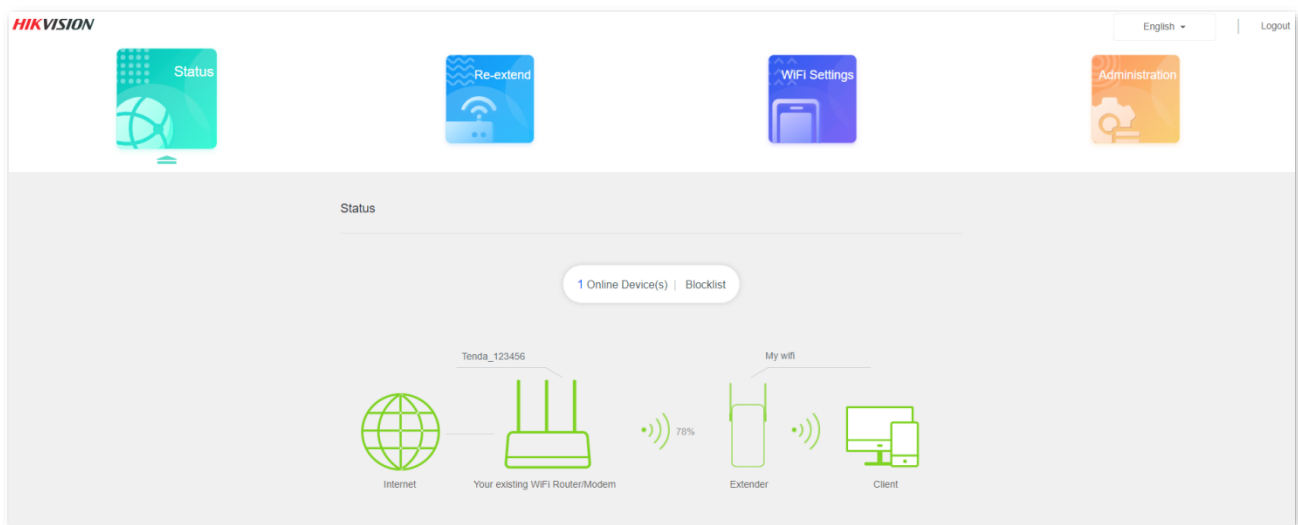 HIKVISION
English
Logout
Status
Re-extend
WiFi Settings
Administration
Status
1 Online Device(s) | Blocklist
Tenda_123456
My wifi
78%
Internet
Your existing WiFi Router/Modem
Extender
Client